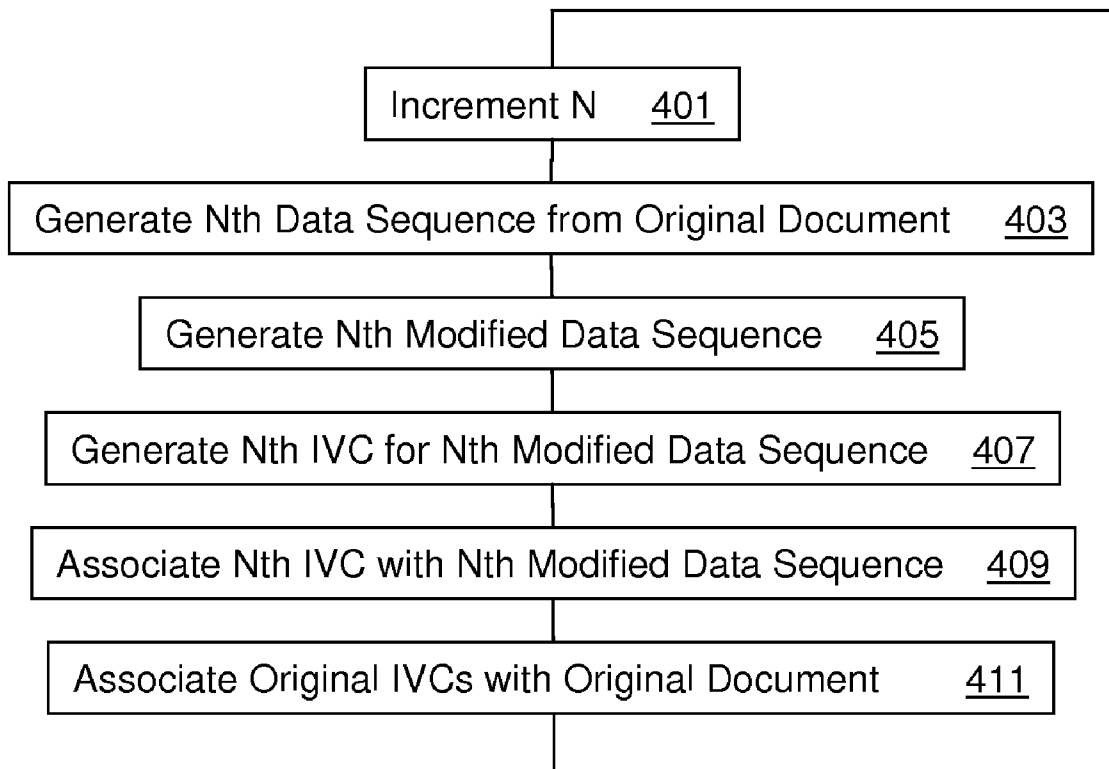 Increment N 401
Generate Nth Data Sequence from Original Document 403
Generate Nth Modified Data Sequence 405
Generate Nth IVC for Nth Modified Data Sequence 407
Associate Nth IVC with Nth Modified Data Sequence 409
Associate Original IVCs with Original Document 411